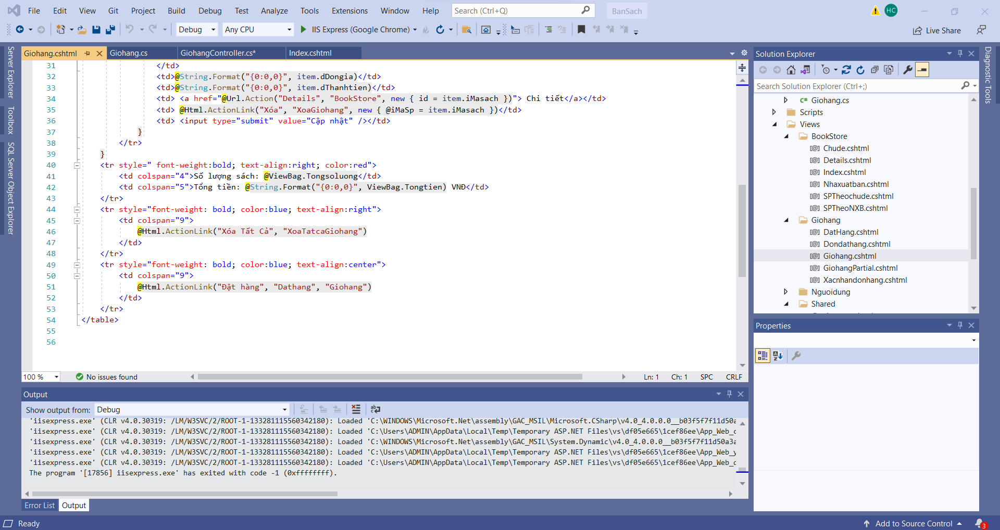 File Edit View Git Project Build Debug Test Analyze Tools Extensions Window Help Search (Ctrl+Q) BanSach HC
Debug Any CPU IIS Express (Google Chrome) Live Share
Server Explorer
Toolbox
SQL Server Object Explorer
Giohang.cshtml Giohang.cs GiohangController.cs* Index.cshtml
31 </td>
32 <td>@String.Format("{0:0,0}", item.dDongia)</td>
33 <td>@String.Format("{0:0,0}", item.dThanhtien)</td>
34 <td> <a href="@Url.Action("Details", "BookStore", new { id = item.iMasach })"> Chi tiết</a></td>
35 <td> @Html.ActionLink("Xóa", "XoaGiohang", new { @iMaSp = item.iMasach })</td>
36 <td> <input type="submit" value="Cập nhật" /></td>
37 }
38 </tr>
39 }
40 <tr style=" font-weight:bold; text-align:right; color:red">
41 <td colspan="4">Số lượng sách: @ViewBag.Tongsoluong</td>
42 <td colspan="5">Tổng tiền: @String.Format("{0:0,0}", ViewBag.Tongtien) VNĐ</td>
43 </tr>
44 <tr style="font-weight: bold; color:blue; text-align:right">
45 <td colspan="9">
46 @Html.ActionLink("Xóa Tất Cả", "XoaTatcaGiohang")
47 </td>
48 </tr>
49 <tr style="font-weight: bold; color:blue; text-align:center">
50 <td colspan="9">
51 @Html.ActionLink("Đặt hàng", "Dathang", "Giohang")
52 </td>
53 </tr>
54 </table>
55
56
100 % No issues found Ln: 1 Ch: 1 SPC CRLF
Output
Show output from: Debug
'iisexpress.exe' (CLR v4.0.30319: /LM/W3SVC/2/ROOT-1-133281115560342180): Loaded 'C:\WINDOWS\Microsoft.Net\assembly\GAC_MSIL\Microsoft.CSharp\v4.0_4.0.0.0__b03f5f7f11d50a
'iisexpress.exe' (CLR v4.0.30319: /LM/W3SVC/2/ROOT-1-133281115560342180): Loaded 'C:\Users\ADMIN\AppData\Local\Temp\Temporary ASP.NET Files\vs\df05e665\1cef86ee\App_Web_c
'iisexpress.exe' (CLR v4.0.30319: /LM/W3SVC/2/ROOT-1-133281115560342180): Loaded 'C:\WINDOWS\Microsoft.Net\assembly\GAC_MSIL\System.Dynamic\v4.0_4.0.0.0__b03f5f7f11d50a3a
'iisexpress.exe' (CLR v4.0.30319: /LM/W3SVC/2/ROOT-1-133281115560342180): Loaded 'C:\Users\ADMIN\AppData\Local\Temp\Temporary ASP.NET Files\vs\df05e665\1cef86ee\App_Web_y
'iisexpress.exe' (CLR v4.0.30319: /LM/W3SVC/2/ROOT-1-133281115560342180): Loaded 'C:\Users\ADMIN\AppData\Local\Temp\Temporary ASP.NET Files\vs\df05e665\1cef86ee\App_Web_c
The program '[17856] iisexpress.exe' has exited with code -1 (0xffffffff).
Error List Output
Solution Explorer
Search Solution Explorer (Ctrl+;)
C# Giohang.cs
Scripts
Views
BookStore
[@] Chude.cshtml
[@] Details.cshtml
[@] Index.cshtml
[@] Nhaxuatban.cshtml
[@] SPTheochude.cshtml
[@] SPTheoNXB.cshtml
Giohang
[@] DatHang.cshtml
[@] Dondathang.cshtml
[@] Giohang.cshtml
[@] GiohangPartial.cshtml
[@] Xacnhandonhang.cshtml
Nguoidung
Shared
Properties
Diagnostic Tools
Ready Add to Source Control 3